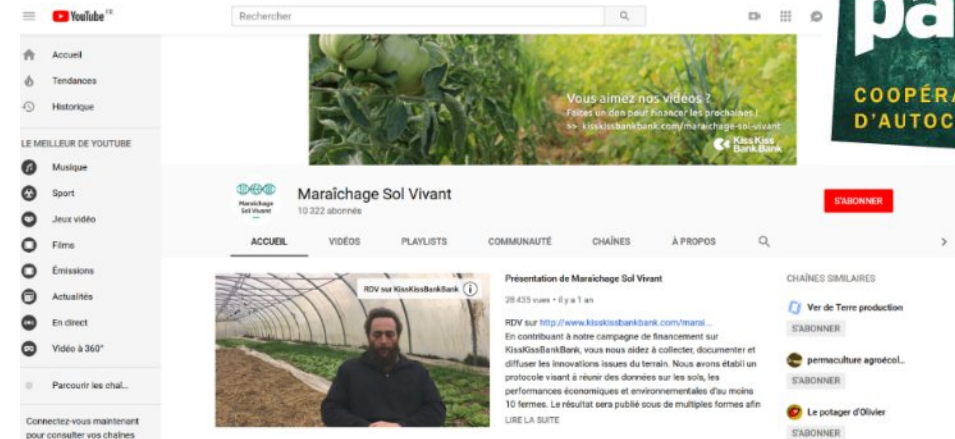 YouTube FR
Rechercher
Accueil
Tendances
Historique
LE MEILLEUR DE YOUTUBE
Musique
Sport
Jeux vidéo
Films
Émissions
Actualités
En direct
Vidéo à 360°
Parcourir les chaî...
Connectez-vous maintenant
pour consulter vos chaînes
Vous aimez nos vidéos ?
Faites un don pour financer les prochaines !
>> kisskissbankbank.com/maraichage-sol-vivant
KissKiss
BankBank
pa
COOPÉRA
D'AUTOC
Maraîchage
Sol Vivant
Maraîchage Sol Vivant
10 322 abonnés
S'ABONNER
ACCUEIL VIDÉOS PLAYLISTS COMMUNAUTÉ CHAÎNES À PROPOS
RDV sur KissKissBankBank
Présentation de Maraichage Sol Vivant
28 435 vues • il y a 1 an
RDV sur http://www.kisskissbankbank.com/marai...
En contribuant à notre campagne de financement sur
KissKissBankBank, vous nous aidez à collecter, documenter et
diffuser les innovations issues du terrain. Nous avons établi un
protocole visant à réunir des données sur les sols, les
performances économiques et environnementales d'au moins
10 fermes. Le résultat sera publié sous de multiples formes afin
LIRE LA SUITE
CHAÎNES SIMILAIRES
Ver de Terre production
S'ABONNER
permaculture agroécol...
S'ABONNER
Le potager d'Olivier
S'ABONNER